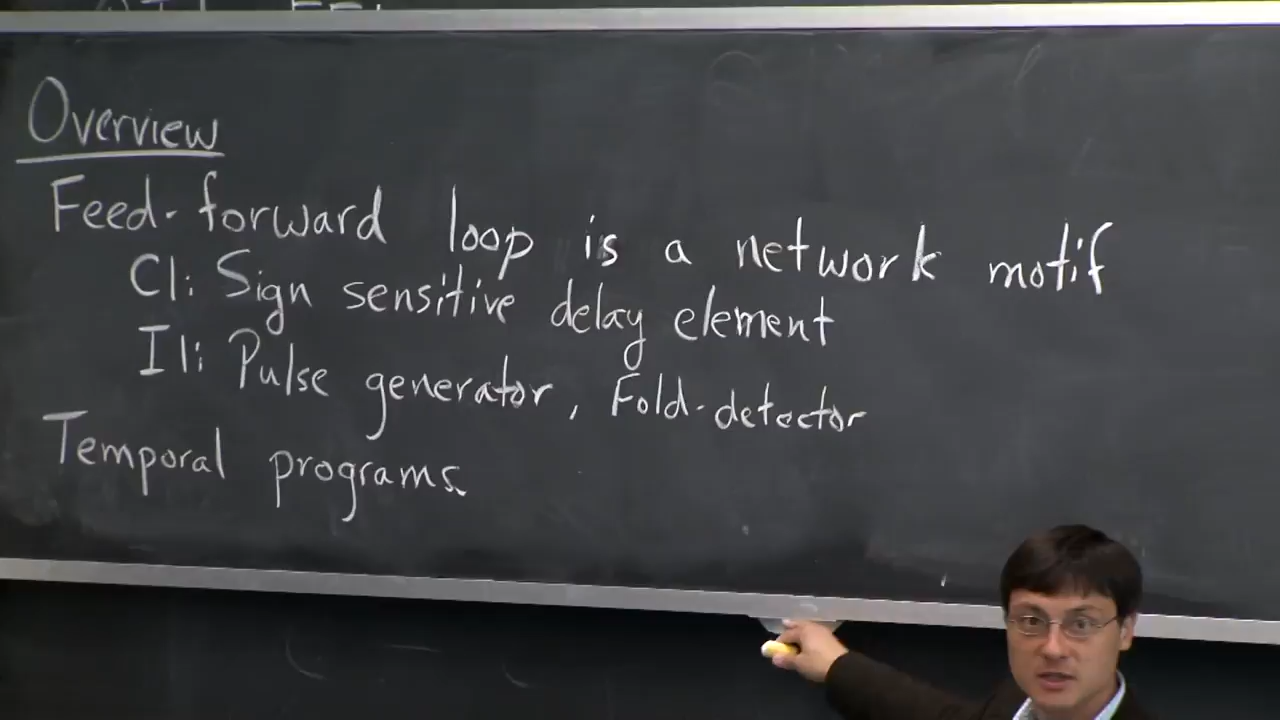 Overview
Feed-forward loop is a network motif
C1: Sign sensitive delay element
I1: Pulse generator, Fold-detector
Temporal programs